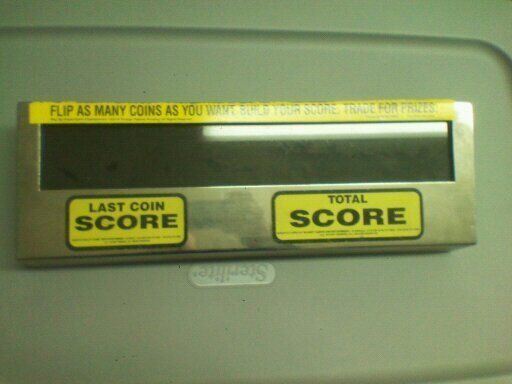 FLIP AS MANY COINS AS YOU WANT. BUILD YOUR SCORE. TRADE FOR PRIZES.
LAST COIN
SCORE
TOTAL
SCORE
Sterilite